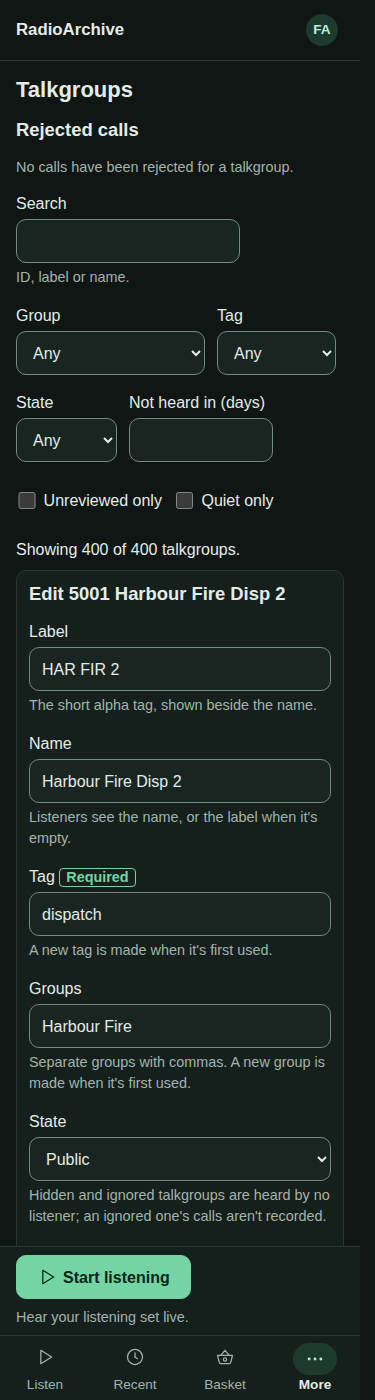 RadioArchive
FA
Talkgroups
Rejected calls
No calls have been rejected for a talkgroup.
Search
ID, label or name.
Group Tag
Any Any
State Not heard in (days)
Any
Unreviewed only Quiet only
Showing 400 of 400 talkgroups.
Edit 5001 Harbour Fire Disp 2
Label
HAR FIR 2
The short alpha tag, shown beside the name.
Name
Harbour Fire Disp 2
Listeners see the name, or the label when it's
empty.
Tag Required
dispatch
A new tag is made when it's first used.
Groups
Harbour Fire
Separate groups with commas. A new group is
made when it's first used.
State
Public
Hidden and ignored talkgroups are heard by no
listener; an ignored one's calls aren't recorded.
Start listening
Hear your listening set live.
Listen Recent Basket More